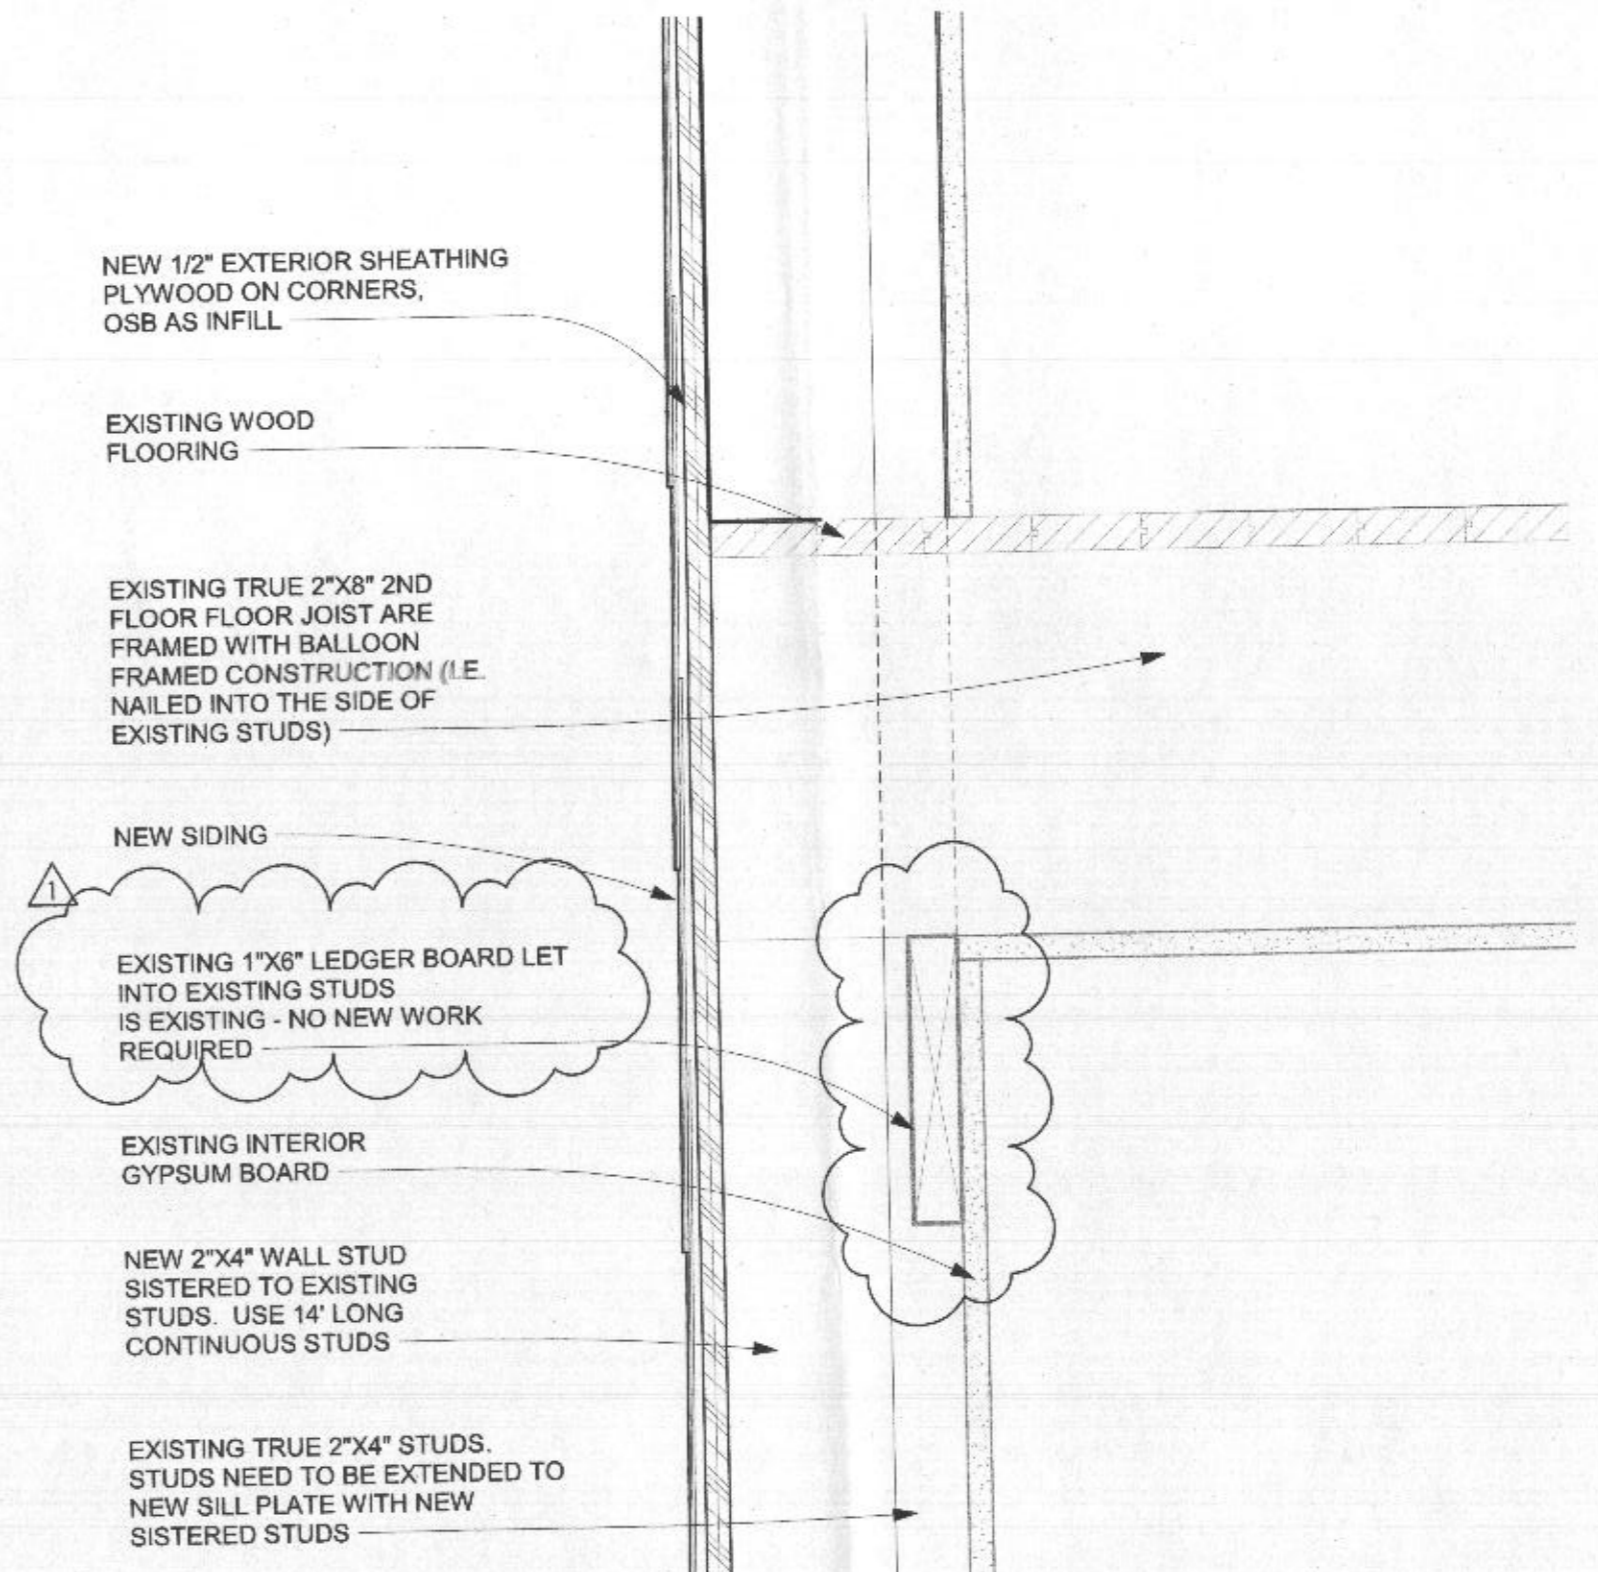 NEW 1/2" EXTERIOR SHEATHING
PLYWOOD ON CORNERS,
OSB AS INFILL
EXISTING WOOD
FLOORING
EXISTING TRUE 2"X8" 2ND
FLOOR FLOOR JOIST ARE
FRAMED WITH BALLOON
FRAMED CONSTRUCTION (I.E.
NAILED INTO THE SIDE OF
EXISTING STUDS)
NEW SIDING
1
EXISTING 1"X6" LEDGER BOARD LET
INTO EXISTING STUDS
IS EXISTING - NO NEW WORK
REQUIRED
EXISTING INTERIOR
GYPSUM BOARD
NEW 2"X4" WALL STUD
SISTERED TO EXISTING
STUDS. USE 14' LONG
CONTINUOUS STUDS
EXISTING TRUE 2"X4" STUDS.
STUDS NEED TO BE EXTENDED TO
NEW SILL PLATE WITH NEW
SISTERED STUDS